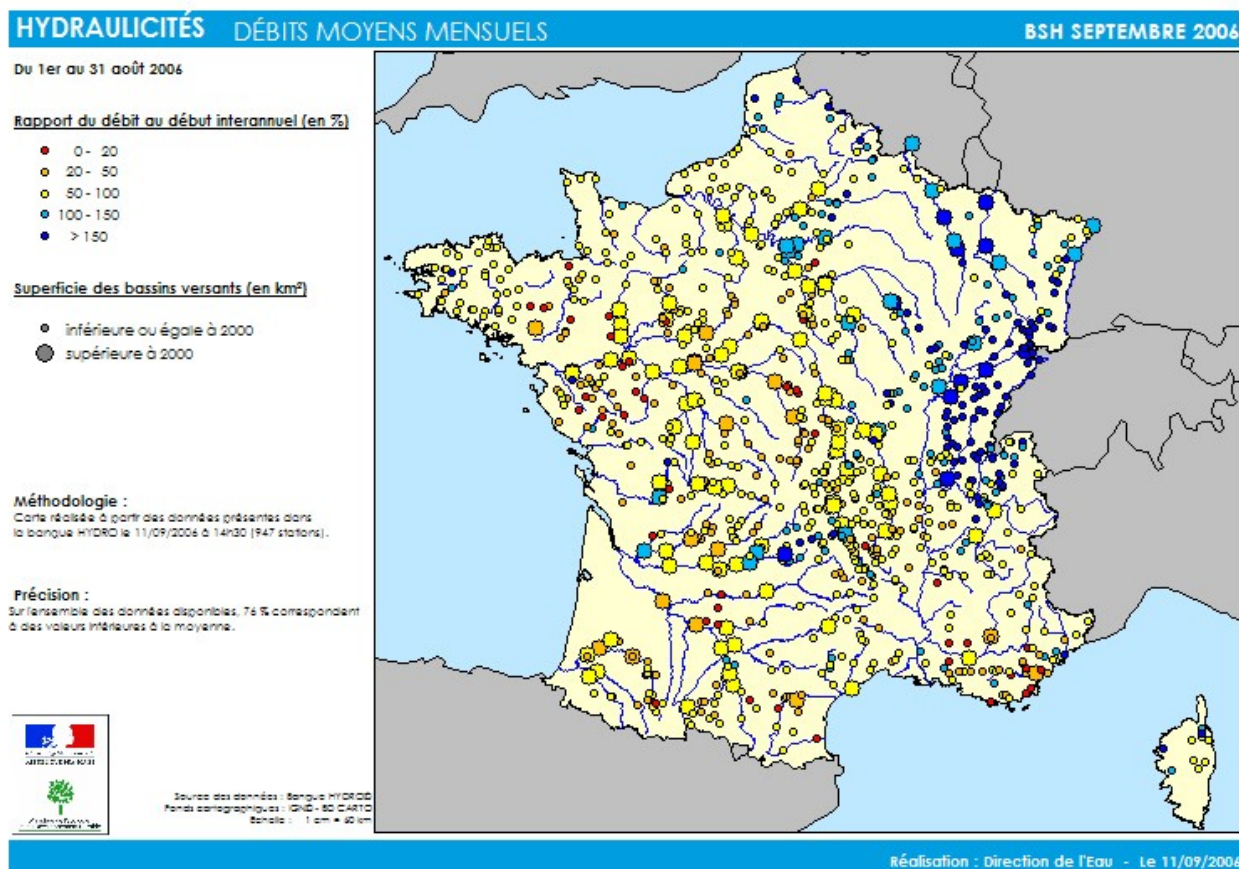 HYDRAULICITÉS DÉBITS MOYENS MENSUELS BSH SEPTEMBRE 2006
Du 1er au 31 août 2006
Rapport du débit au début interannuel (en %)
0 - 20
20 - 50
50 - 100
100 - 150
> 150
Superficie des bassins versants (en km²)
inférieure ou égale à 2000
supérieure à 2000
Méthodologie :
Carte réalisée à partir des données présentes dans
la banque HYDRO le 11/09/2006 à 14h30 (947 stations).
Précision :
Sur l'ensemble des données disponibles, 76 % correspondent
à des valeurs inférieures à la moyenne.
Source des données : Banque HYDRO
Fonds cartographiques : - BD CARTO
Echelle : 1 cm = 60 km
Réalisation : Direction de l'Eau - Le 11/09/2006